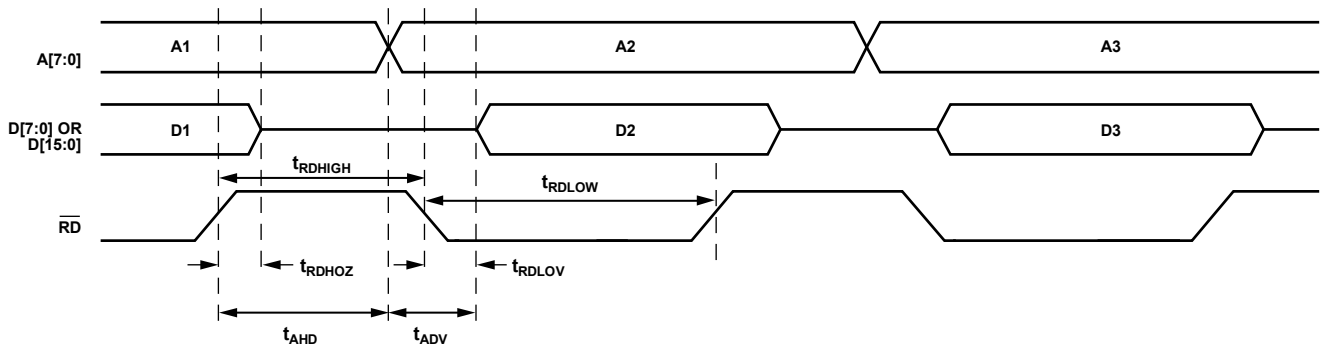 A[7:0]
A1
A2
A3
D[7:0] OR
D[15:0]
D1
D2
D3
tRDHIGH
tRDLOW
RD
tRDHOZ
tRDLOV
tAHD
tADV